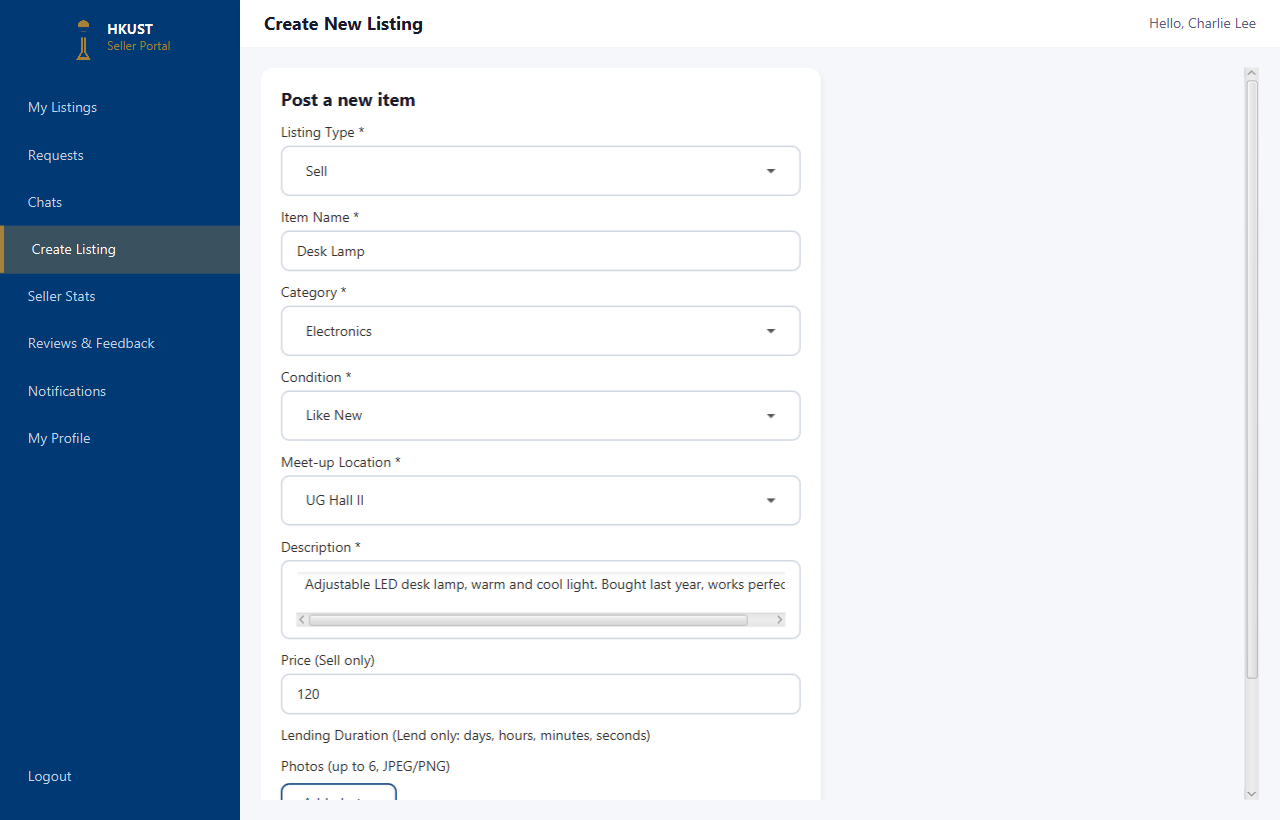 HKUST
Seller Portal
My Listings
Requests
Chats
Create Listing
Seller Stats
Reviews & Feedback
Notifications
My Profile
Logout
Create New Listing
Hello, Charlie Lee
Post a new item
Listing Type *
Sell
Item Name *
Desk Lamp
Category *
Electronics
Condition *
Like New
Meet-up Location *
UG Hall II
Description *
Adjustable LED desk lamp, warm and cool light. Bought last year, works
Price (Sell only)
120
Lending Duration (Lend only: days, hours, minutes, seconds)
Photos (up to 6, JPEG/PNG)